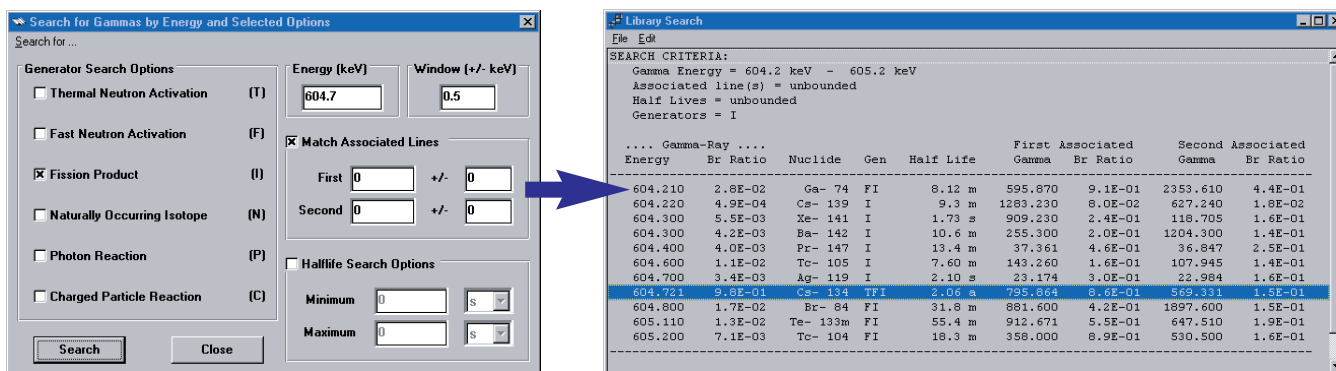 Search for Gammas by Energy and Selected Options
Search for ...
Generator Search Options
Thermal Neutron Activation (T)
Fast Neutron Activation (F)
Fission Product (I)
Naturally Occurring Isotope (N)
Photon Reaction (P)
Charged Particle Reaction (C)
Search Close
Energy (keV) Window (+/- keV)
604.7 0.5
Match Associated Lines
First 0 +/- 0
Second 0 +/- 0
Halflife Search Options
Minimum 0 s
Maximum 0 s
Library Search
File Edit
SEARCH CRITERIA:
Gamma Energy = 604.2 keV - 605.2 keV
Associated line(s) = unbounded
Half Lives = unbounded
Generators = I
.... Gamma-Ray .... First Associated Second Associated
Energy Br Ratio Nuclide Gen Half Life Gamma Br Ratio Gamma Br Ratio
604.210 2.8E-02 Ga- 74 FI 8.12 m 595.870 9.1E-01 2353.610 4.4E-01
604.220 4.9E-04 Cs- 139 I 9.3 m 1283.230 8.0E-02 627.240 1.8E-02
604.300 5.5E-03 Xe- 141 I 1.73 s 909.230 2.4E-01 118.705 1.6E-01
604.300 4.2E-03 Ba- 142 I 10.6 m 255.300 2.0E-01 1204.300 1.4E-01
604.400 4.0E-03 Pr- 147 I 13.4 m 37.361 4.6E-01 36.847 2.5E-01
604.600 1.1E-02 Tc- 105 I 7.60 m 143.260 1.6E-01 107.945 1.4E-01
604.700 3.4E-03 Ag- 119 I 2.10 s 23.174 3.0E-01 22.984 1.6E-01
604.721 9.8E-01 Cs- 134 TFI 2.06 a 795.864 8.6E-01 569.331 1.5E-01
604.800 1.7E-02 Br- 84 FI 31.8 m 881.600 4.2E-01 1897.600 1.5E-01
605.110 1.3E-02 Te- 133m FI 55.4 m 912.671 5.5E-01 647.510 1.9E-01
605.200 7.1E-03 Tc- 104 FI 18.3 m 358.000 8.9E-01 530.500 1.6E-01